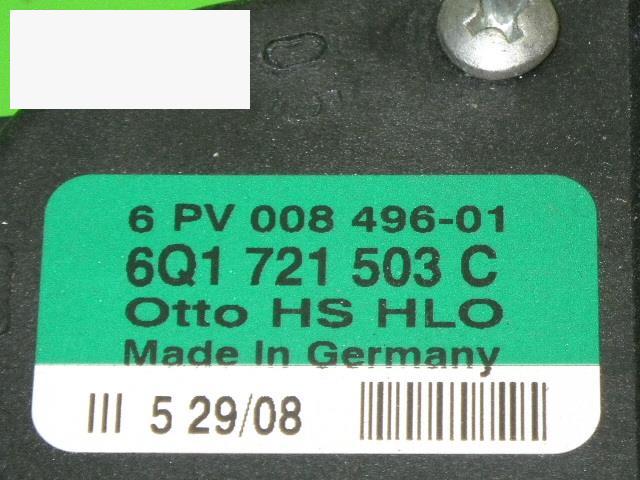 6 PV 008 496-01
6Q1 721 503 C
Otto HS HLO
Made In Germany
III 5 29/08